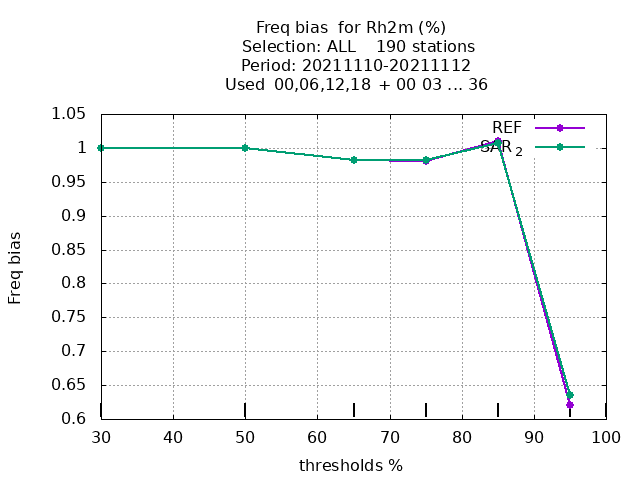 Freq bias  for Rh2m (%)
Selection: ALL    190 stations
Period: 20211110-20211112
Used  00,06,12,18  + 00 03 ... 36
1.05
1
0.95
0.9
0.85
0.8
0.75
0.7
0.65
0.6
Freq bias
REF
SAR 2
30 40 50 60 70 80 90 100
thresholds %